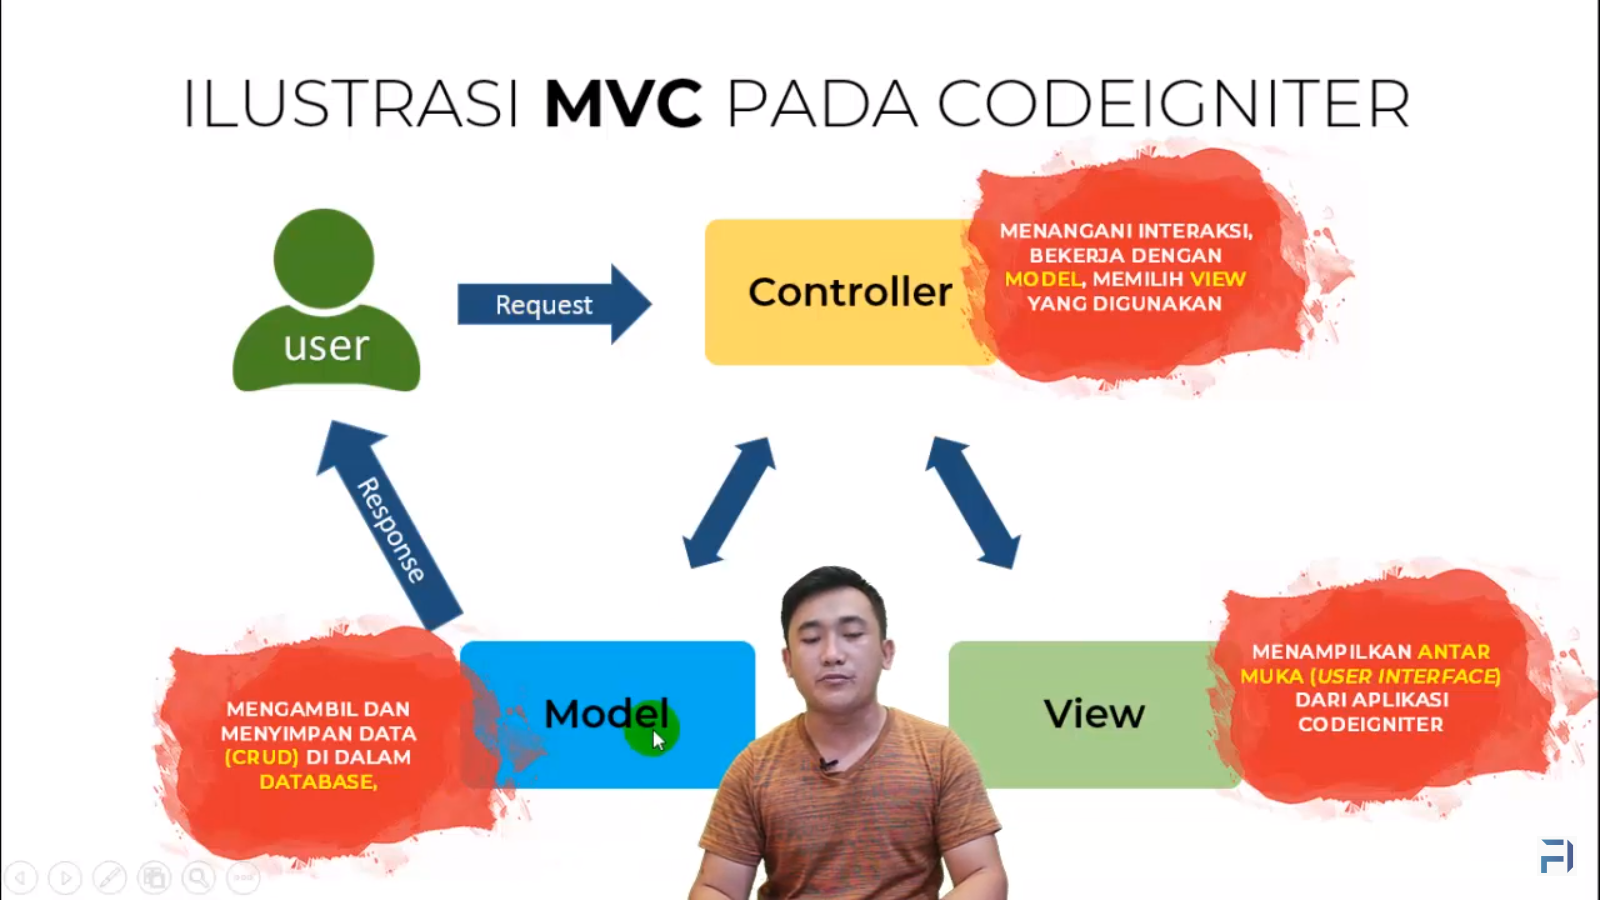 ILUSTRASI MVC PADA CODEIGNITER
user
Request
Controller
MENANGANI INTERAKSI,
BEKERJA DENGAN
MODEL, MEMILIH VIEW
YANG DIGUNAKAN
Response
MENGAMBIL DAN
MENYIMPAN DATA
(CRUD) DI DALAM
DATABASE,
Model
View
MENAMPILKAN ANTAR
MUKA (USER INTERFACE)
DARI APLIKASI
CODEIGNITER